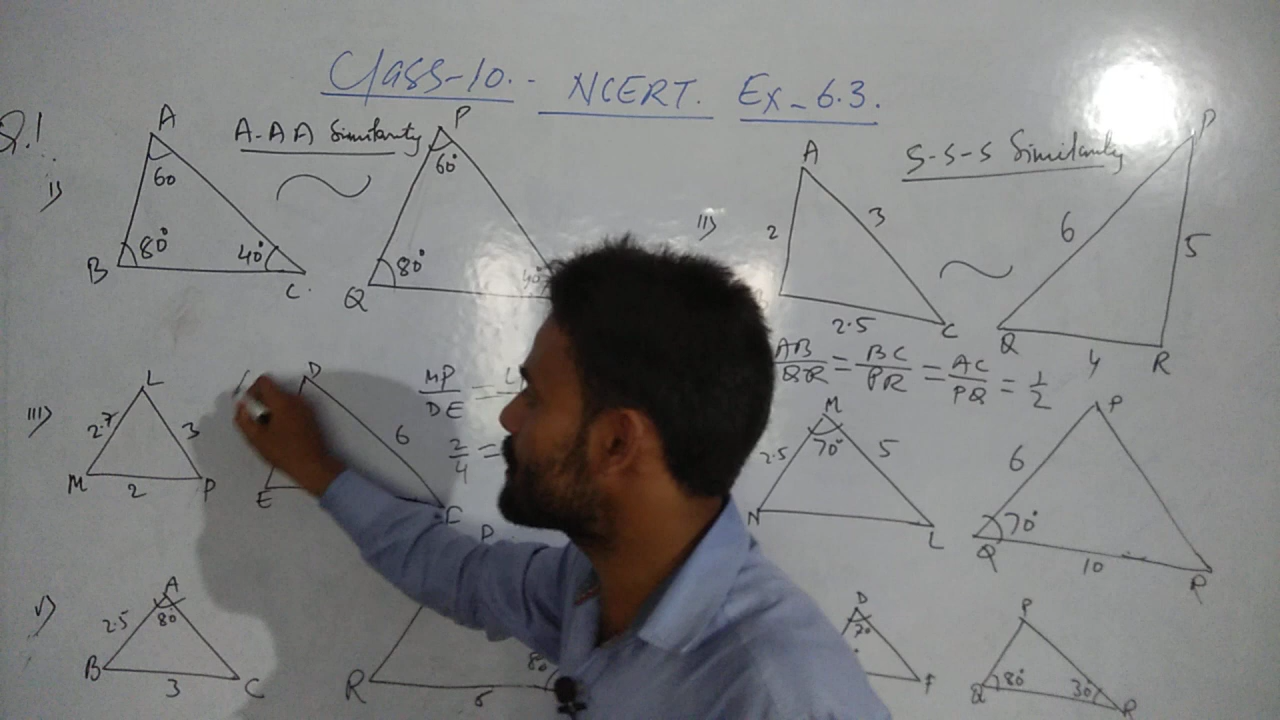 Class-10.- NCERT. Ex-6.3.
Q.1
i)
A-AA Similarity
A
60
B
80°
40°
C.
P
60°
Q
80°
40°
ii)
S-S-S Similarity
A
2
3
2.5
C
P
6
5
Q
4
R
AB/QR = BC/PR = AC/PQ = 1/2
iii)
L
2.7
3
M
2
P
D
6
E
MP/DE =
2/4 =
M
2.5
70°
5
N
L
P
6
Q
70°
10
R
v)
A
80
2.5
B
3
C
P
R
80
6
D
70
F
P
Q
80°
30°
R